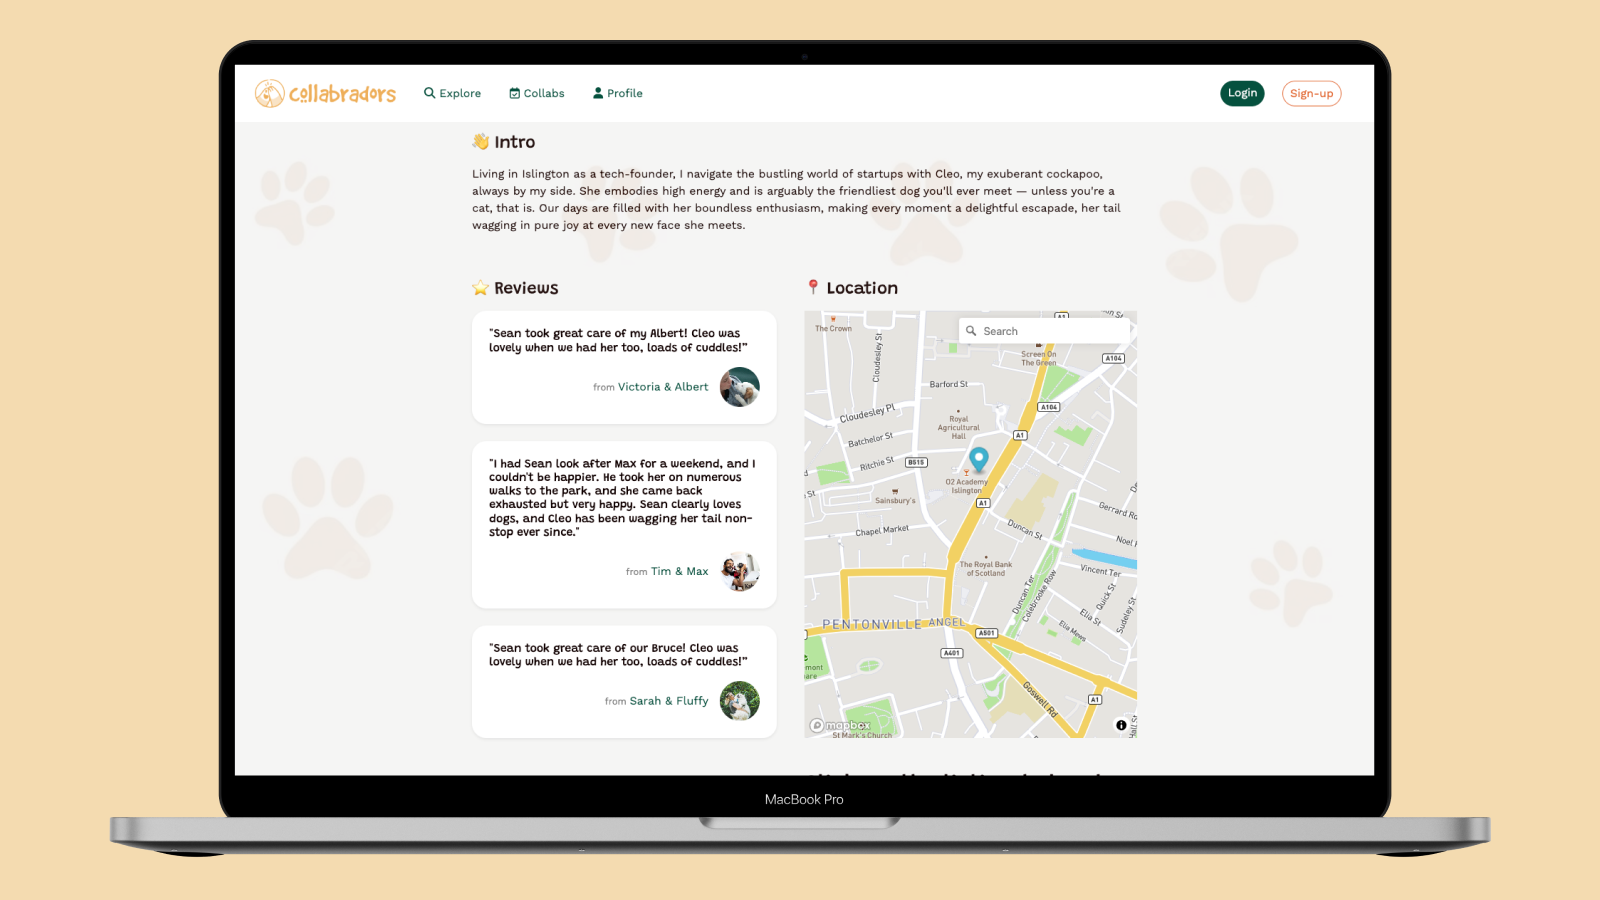 collabradors
Explore
Collabs
Profile
Login
Sign-up
👋 Intro
Living in Islington as a tech-founder, I navigate the bustling world of startups with Cleo, my exuberant cockapoo,
always by my side. She embodies high energy and is arguably the friendliest dog you'll ever meet — unless you're a
cat, that is. Our days are filled with her boundless enthusiasm, making every moment a delightful escapade, her tail
wagging in pure joy at every new face she meets.
⭐ Reviews
"Sean took great care of my Albert! Cleo was
lovely when we had her too, loads of cuddles!"
from Victoria & Albert
"I had Sean look after Max for a weekend, and I
couldn't be happier. He took her on numerous
walks to the park, and she came back
exhausted but very happy. Sean clearly loves
dogs, and Cleo has been wagging her tail non-
stop ever since."
from Tim & Max
"Sean took great care of our Bruce! Cleo was
lovely when we had her too, loads of cuddles!"
from Sarah & Fluffy
📍 Location
Search
A1
The Crown
Cloudesley St
Screen On
The Green
A104
Barford St
A104
Cloudesley Pl
Royal
Agricultural
Hall
A1
Batchelor St
Ritchie St
B515
O2 Academy
Islington
St
Sainsbury's
A1
Gerrard Rd
Duncan St
Chapel Market
Noel
The Royal Bank
of Scotland
Vincent Ter
Duncan Ter
Colebrooke Row
Quick St
Elia St
Sudeley St
Elia Mews
PENTONVILLE
ANGEL
A501
A401
mont
are
Goswell Rd
A1
mapbox
St Mark's Church
Hall St
MacBook Pro